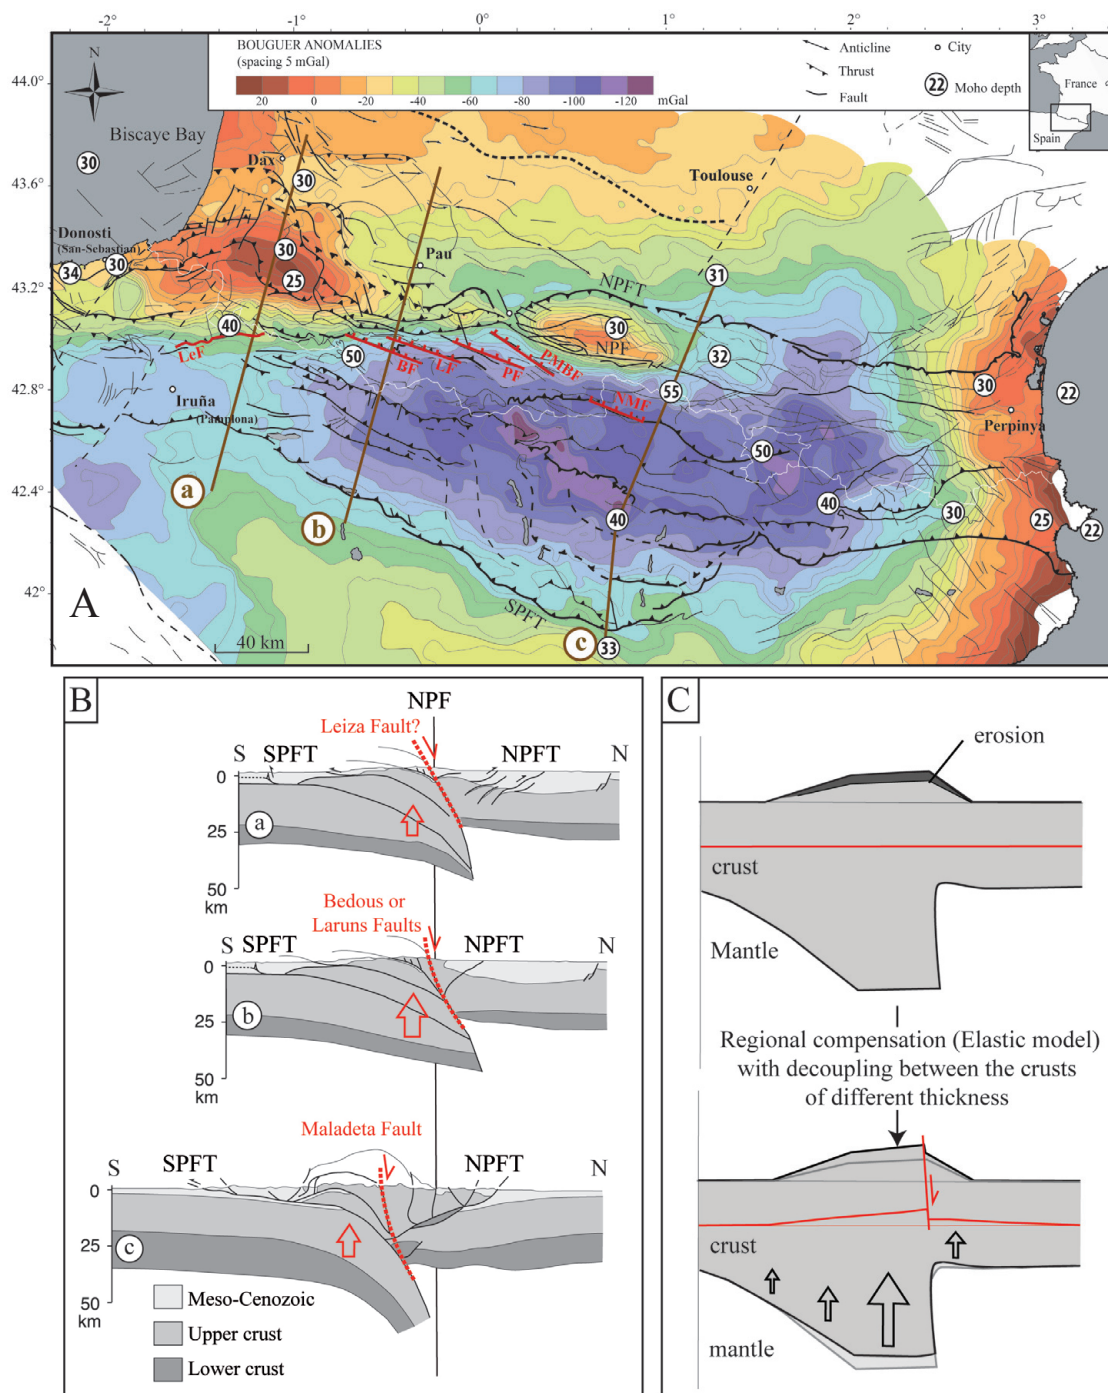 -2° -1° 0° 1° 2° 3°
BOUGUER ANOMALIES
(spacing 5 mGal)
20 0 -20 -40 -60 -80 -100 -120 mGal
Anticline
Thrust
Fault
City
22 Moho depth
France
Spain
N
44.0°
43.6°
43.2°
42.8°
42.4°
42°
Biscaye Bay
30
Dax
30
Toulouse
Donosti
(San-Sebastian)
34
30
30
25
Pau
NPFT
31
40
LeF
30
NPF
32
50
BF
LF
PF
PMBF
55
NMF
30
22
Iruña
(Pamplona)
Perpinya
50
a
b
40
40
30
25
22
A
SPFT
40 km
c
33
B
NPF
Leiza Fault?
S
SPFT
NPFT
N
0
25
50
km
a
Bedous or
Laruns Faults
S
SPFT
NPFT
N
0
25
50
km
b
Maladeta Fault
S
SPFT
NPFT
N
0
25
50
km
c
Meso-Cenozoic
Upper crust
Lower crust
C
erosion
crust
Mantle
Regional compensation (Elastic model)
with decoupling between the crusts
of different thickness
crust
mantle